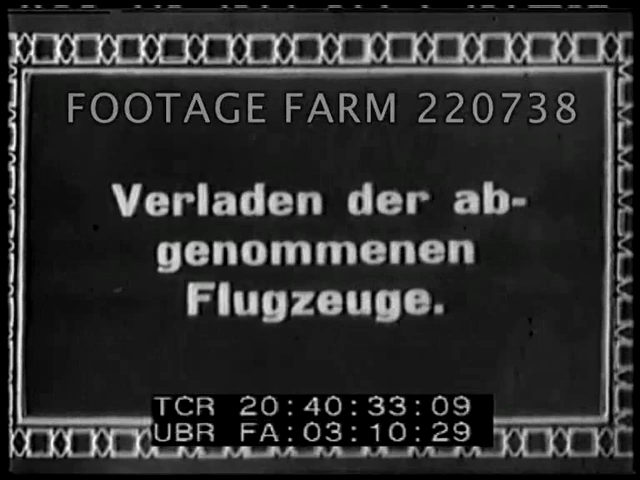 FOOTAGE FARM 220738
Verladen der ab-
genommenen
Flugzeuge.
TCR 20:40:33:09
UBR FA:03:10:29